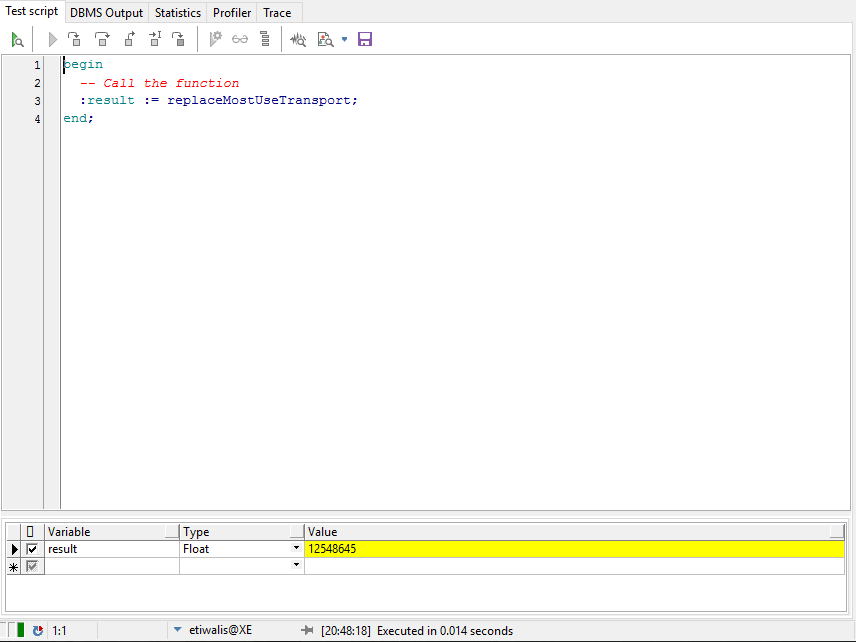 Test script DBMS Output Statistics Profiler Trace
1 begin
2 -- Call the function
3 :result := replaceMostUseTransport;
4 end;
Variable Type Value
result Float 12548645
1:1 etiwalis@XE [20:48:18] Executed in 0.014 seconds